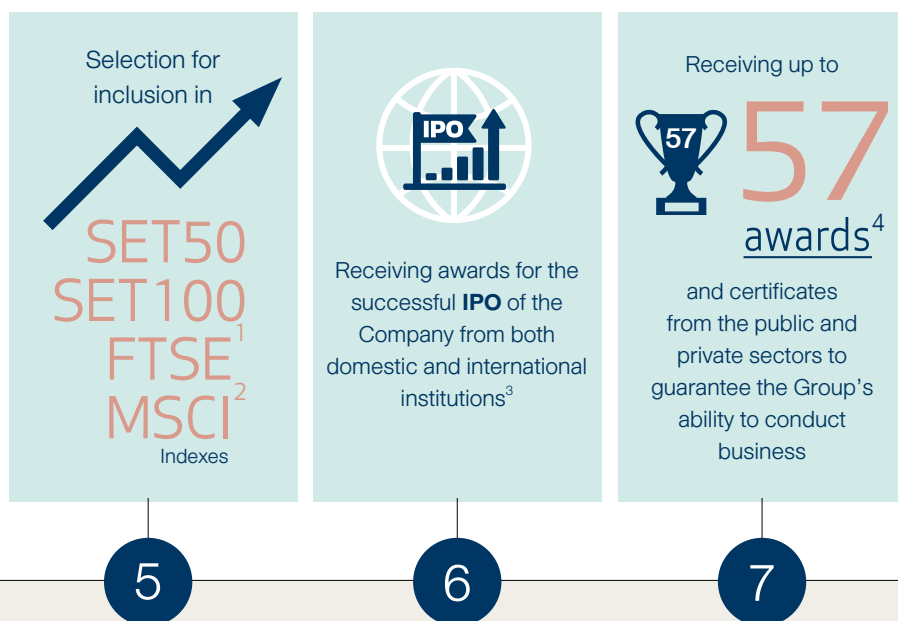 Selection for
inclusion in
SET50
SET100
FTSE1
MSCI2
Indexes
5
IPO
Receiving awards for the
successful IPO of the
Company from both
domestic and international
institutions3
6
Receiving up to
57
57
awards4
and certificates
from the public and
private sectors to
guarantee the Group's
ability to conduct
business
7